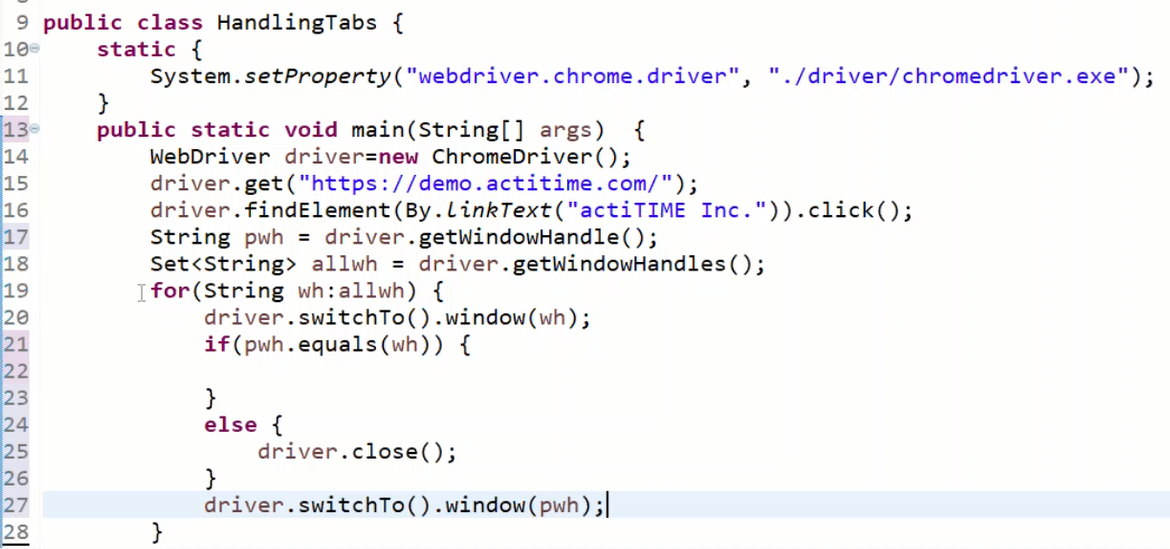 9 public class HandlingTabs {
10 static {
11 System.setProperty("webdriver.chrome.driver", "./driver/chromedriver.exe");
12 }
13 public static void main(String[] args)  {
14 WebDriver driver=new ChromeDriver();
15 driver.get("https://demo.actitime.com/");
16 driver.findElement(By.linkText("actiTIME Inc.")).click();
17 String pwh = driver.getWindowHandle();
18 Set<String> allwh = driver.getWindowHandles();
19 for(String wh:allwh) {
20 driver.switchTo().window(wh);
21 if(pwh.equals(wh)) {
22
23 }
24 else {
25 driver.close();
26 }
27 driver.switchTo().window(pwh);
28 }